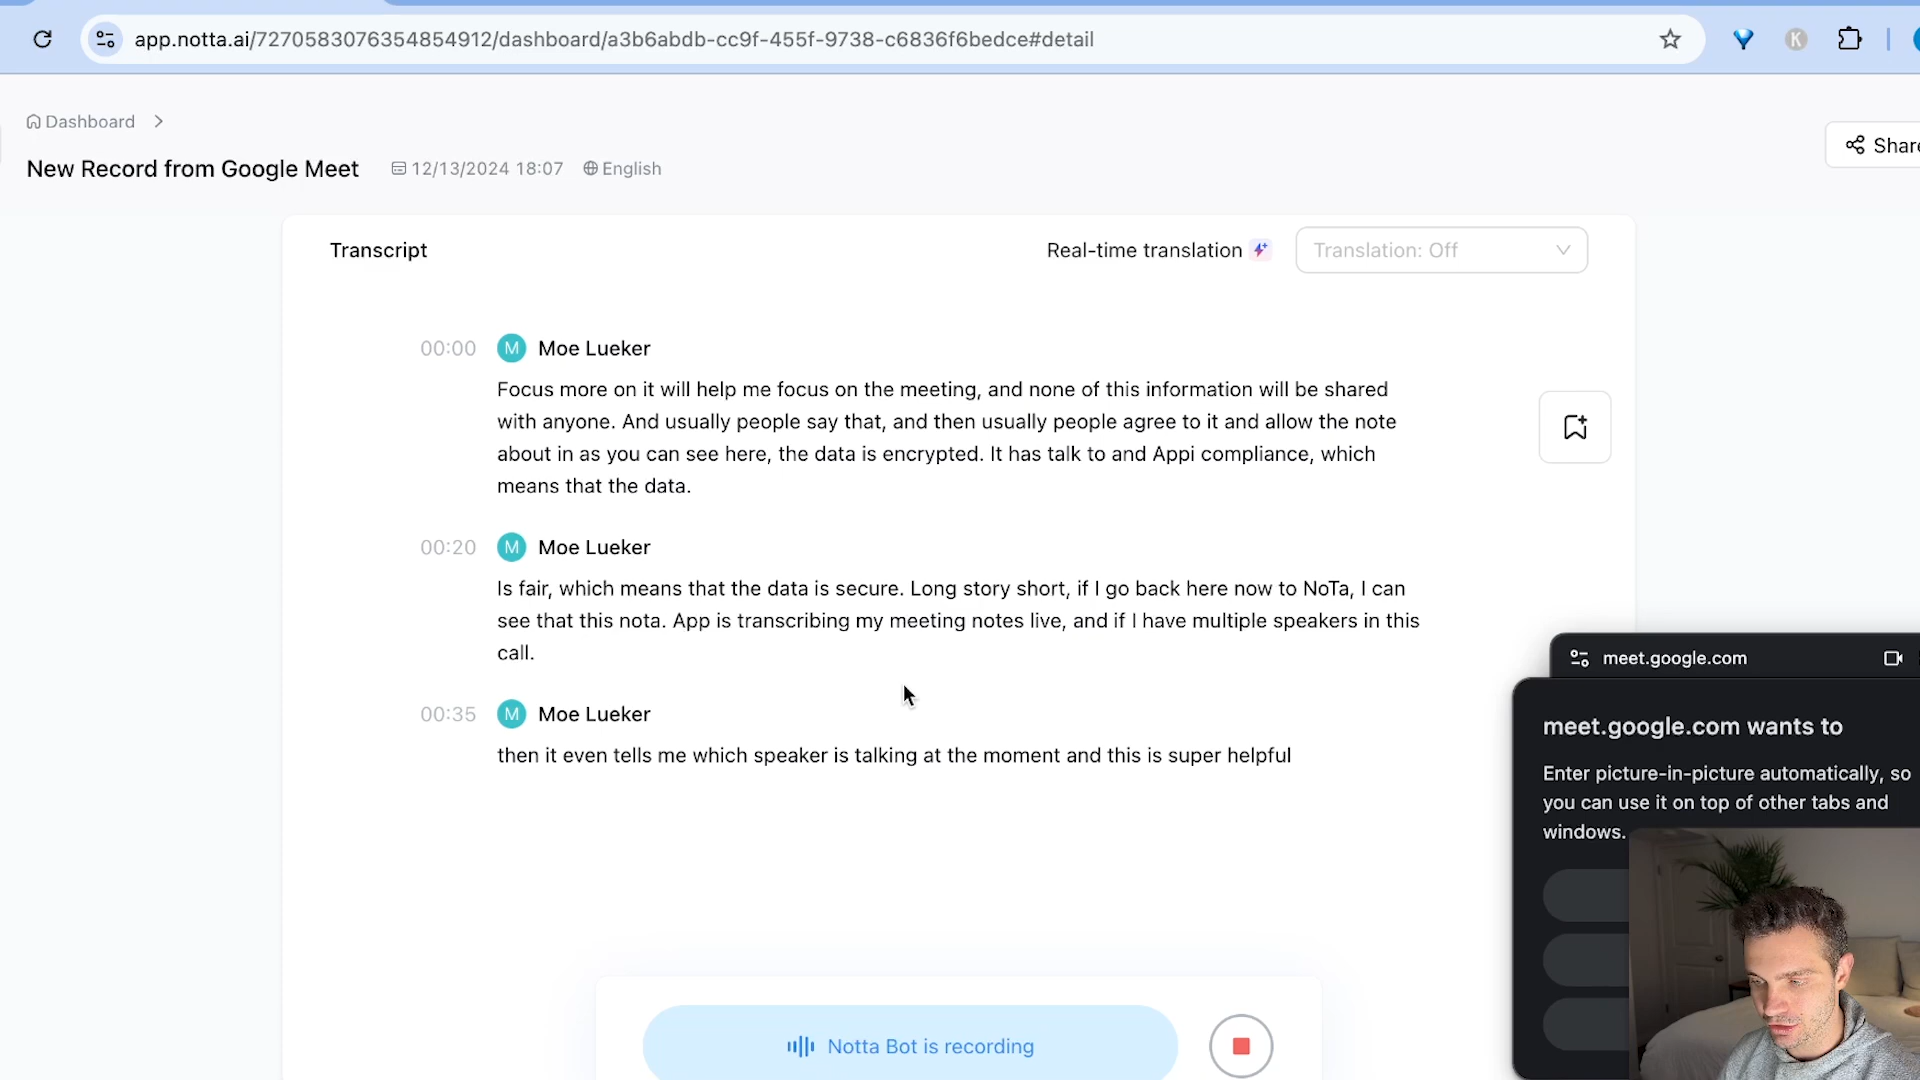 app.notta.ai/7270583076354854912/dashboard/a3b6abdb-cc9f-455f-9738-c6836f6bedce#detail
K
Dashboard
New Record from Google Meet 12/13/2024 18:07 English
Share
Transcript Real-time translation Translation: Off
00:00 M Moe Lueker
Focus more on it will help me focus on the meeting, and none of this information will be shared
with anyone. And usually people say that, and then usually people agree to it and allow the note
about in as you can see here, the data is encrypted. It has talk to and Appi compliance, which
means that the data.
00:20 M Moe Lueker
Is fair, which means that the data is secure. Long story short, if I go back here now to NoTa, I can
see that this nota. App is transcribing my meeting notes live, and if I have multiple speakers in this
call.
00:35 M Moe Lueker
then it even tells me which speaker is talking at the moment and this is super helpful
Notta Bot is recording
meet.google.com
meet.google.com wants to
Enter picture-in-picture automatically, so
you can use it on top of other tabs and
windows.